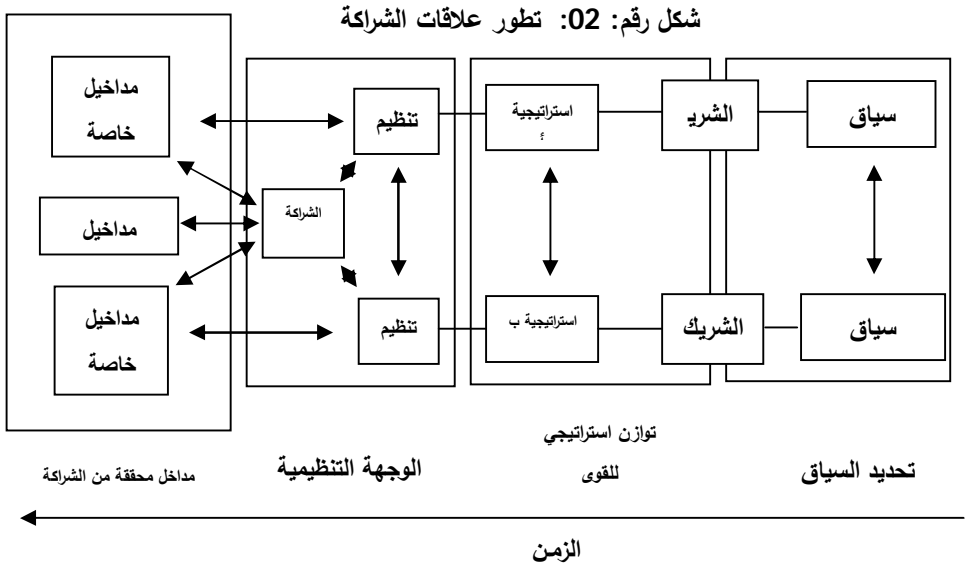 شكل رقم: 02: تطور علاقات الشراكة
سياق
الشريـ
استراتيجية
أ
تنظيم
مداخيل
خاصة
الشراكة
مداخيل
سياق
الشريك
استراتيجية ب
تنظيم
مداخيل
خاصة
تحديد السياق
توازن استراتيجي
للقوى
الوجهة التنظيمية
مداخل محققة من الشراكة
الزمن